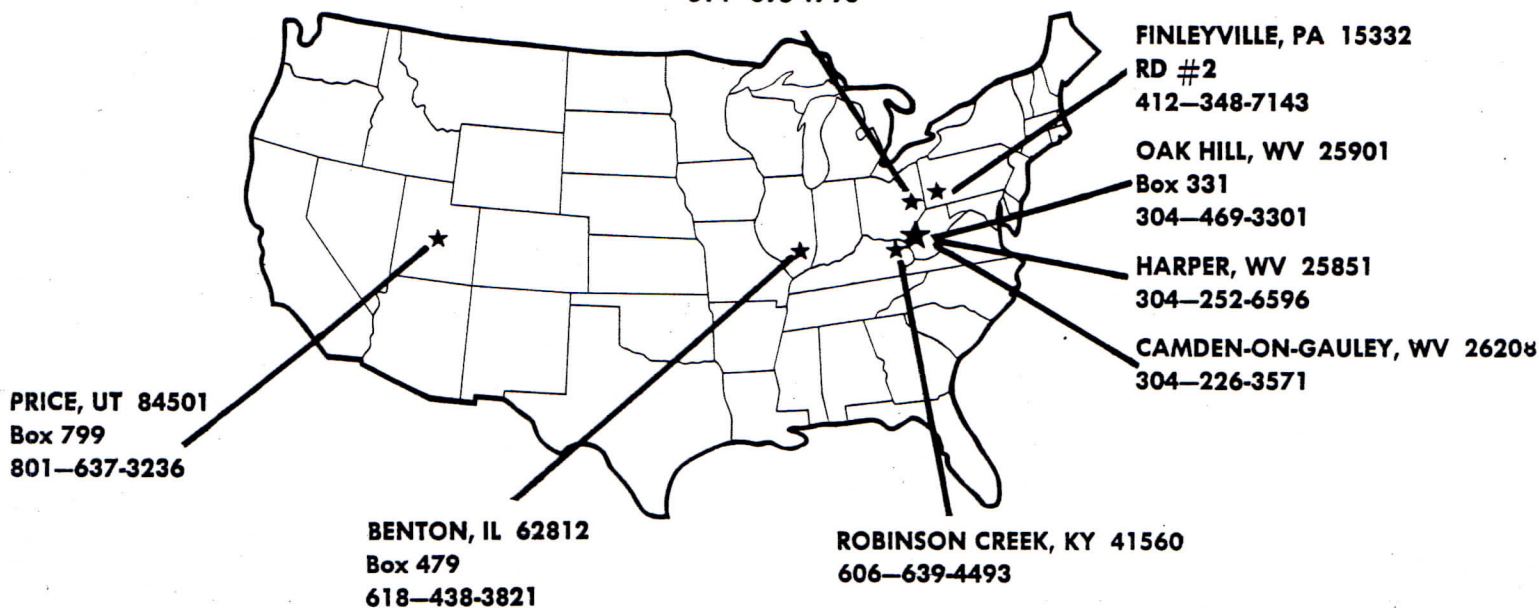 FINLEYVILLE, PA 15332
RD #2
412—348-7143
OAK HILL, WV 25901
Box 331
304—469-3301
HARPER, WV 25851
304—252-6596
CAMDEN-ON-GAULEY, WV 26208
304—226-3571
PRICE, UT 84501
Box 799
801—637-3236
BENTON, IL 62812
Box 479
618—438-3821
ROBINSON CREEK, KY 41560
606—639-4493